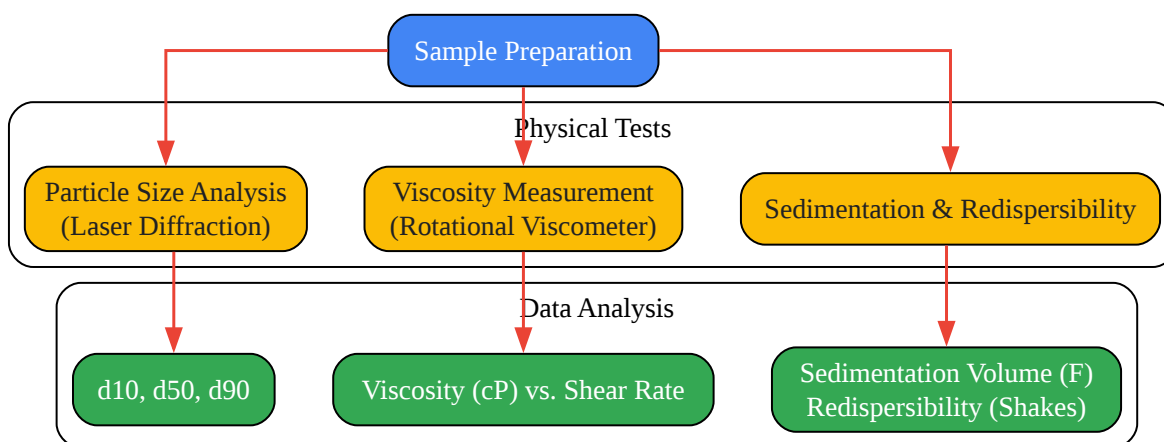 Sample Preparation
Physical Tests
Particle Size Analysis
(Laser Diffraction)
Viscosity Measurement
(Rotational Viscometer)
Sedimentation & Redispersibility
Data Analysis
d10, d50, d90
Viscosity (cP) vs. Shear Rate
Sedimentation Volume (F)
Redispersibility (Shakes)